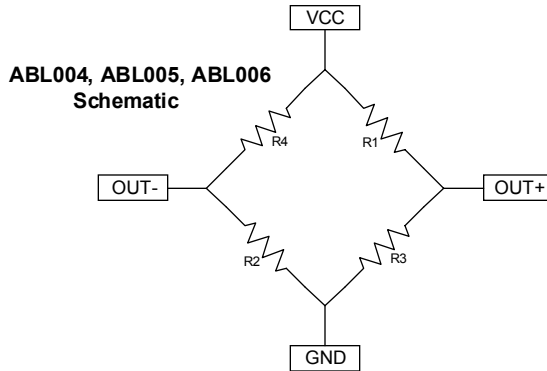 VCC
ABL004, ABL005, ABL006
Schematic
R4
R1
OUT-
OUT+
R2
R3
GND